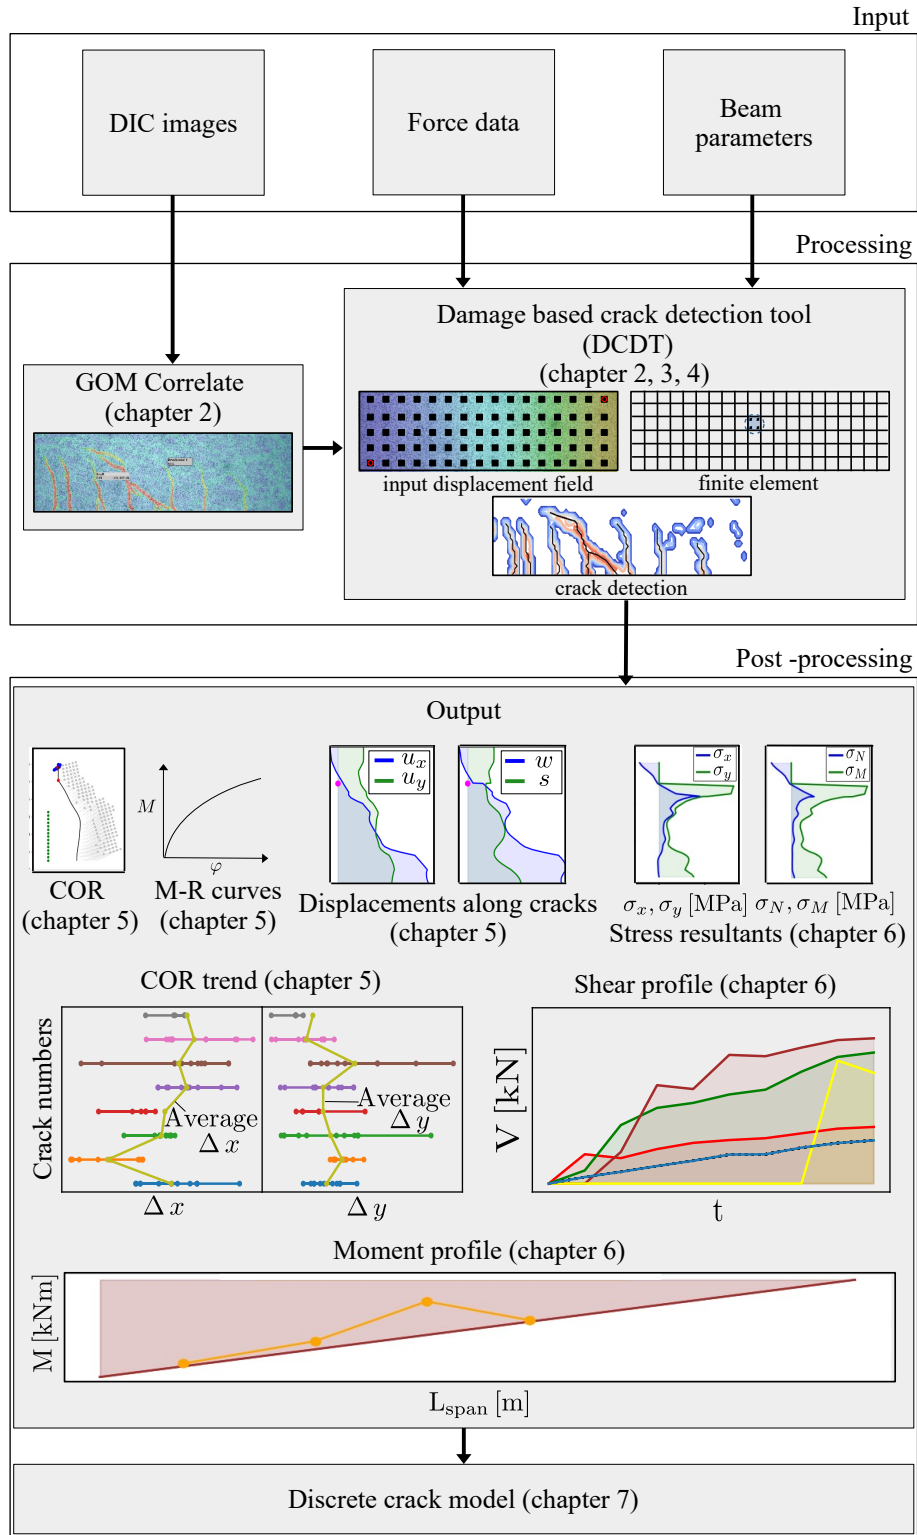 Input
DIC images
Force data
Beam
parameters
Processing
Damage based crack detection tool
(DCDT)
(chapter 2, 3, 4)
GOM Correlate
(chapter 2)
input displacement field
finite element
crack detection
Post -processing
Output
M
φ
u_x
u_y
w
s
σ_x
σ_y
σ_N
σ_M
COR
(chapter 5)
M-R curves
(chapter 5)
Displacements along cracks
(chapter 5)
σ_x, σ_y [MPa] σ_N, σ_M [MPa]
Stress resultants (chapter 6)
COR trend (chapter 5)
Crack numbers
Average
Δ x
Average
Δ y
Δ x
Δ y
Shear profile (chapter 6)
V [kN]
t
Moment profile (chapter 6)
M [kNm]
L_span [m]
Discrete crack model (chapter 7)